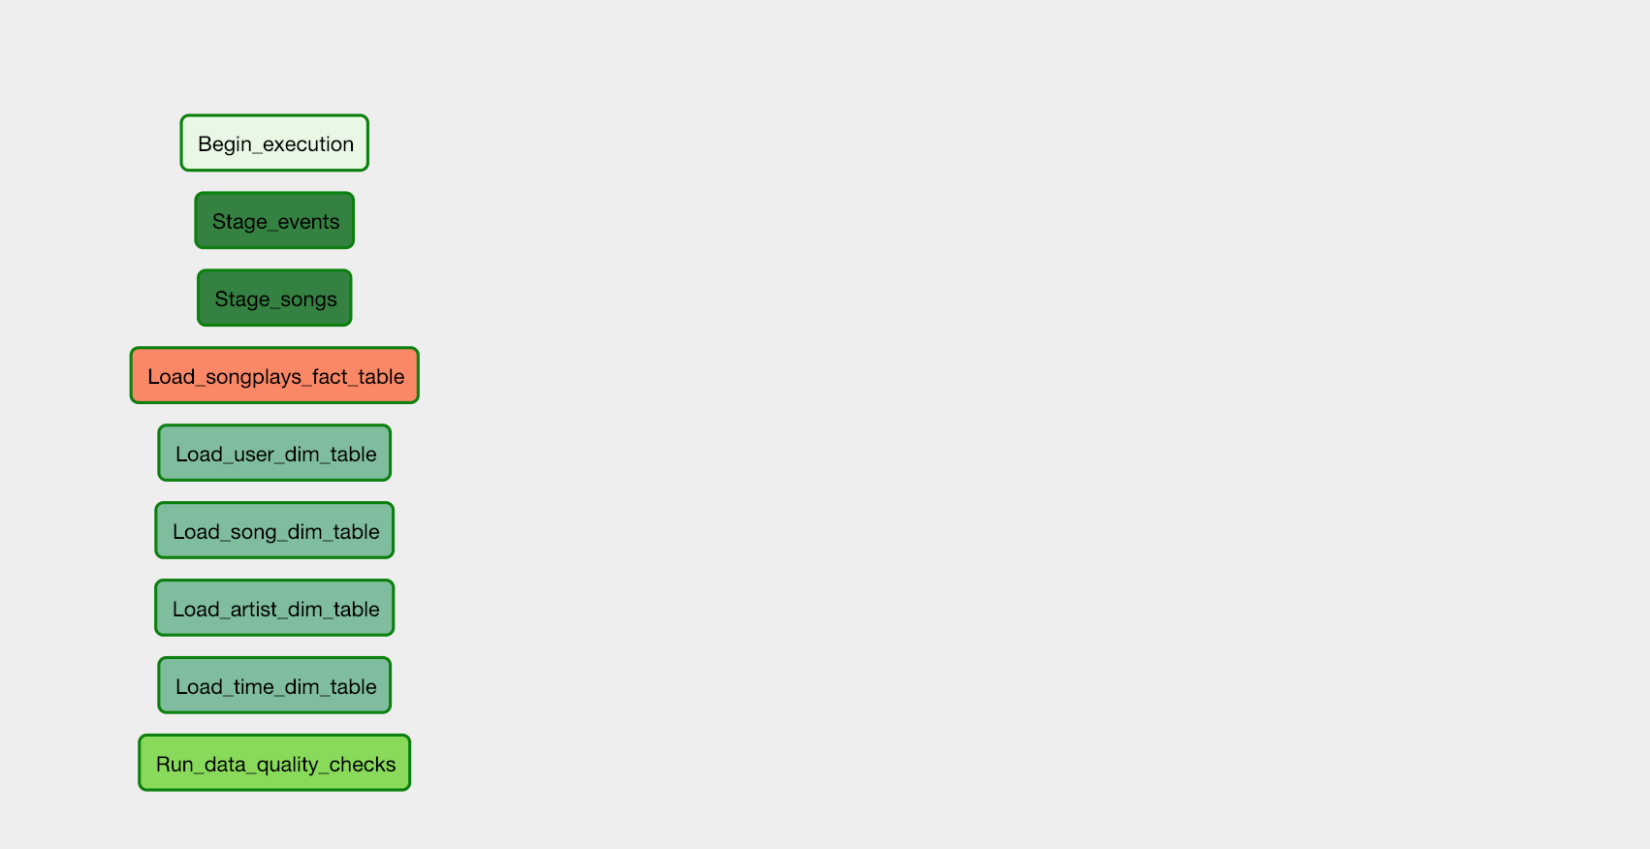 Begin_execution
Stage_events
Stage_songs
Load_songplays_fact_table
Load_user_dim_table
Load_song_dim_table
Load_artist_dim_table
Load_time_dim_table
Run_data_quality_checks